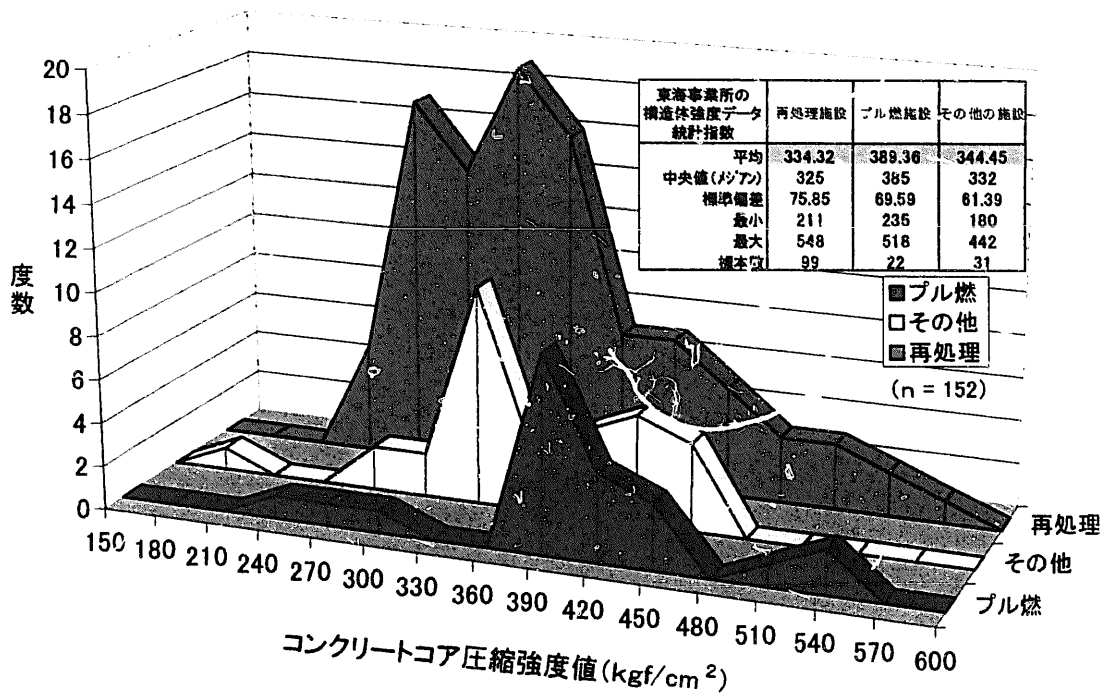 20
18
16
14
12
10
8
6
4
2
0
度数
150 180 210 240 270 300 330 360 390 420 450 480 510 540 570 600
コンクリートコア圧縮強度値(kgf/cm²)
東海事業所の構造体強度データ統計指数 再処理施設 プル燃施設 その他の施設
平均 334.32 389.36 344.45
中央値(メジアン) 325 385 332
標準偏差 75.85 69.59 61.39
最小 211 235 180
最大 548 518 442
標本数 99 22 31
プル燃
その他
再処理
(n = 152)
再処理
その他
プル燃